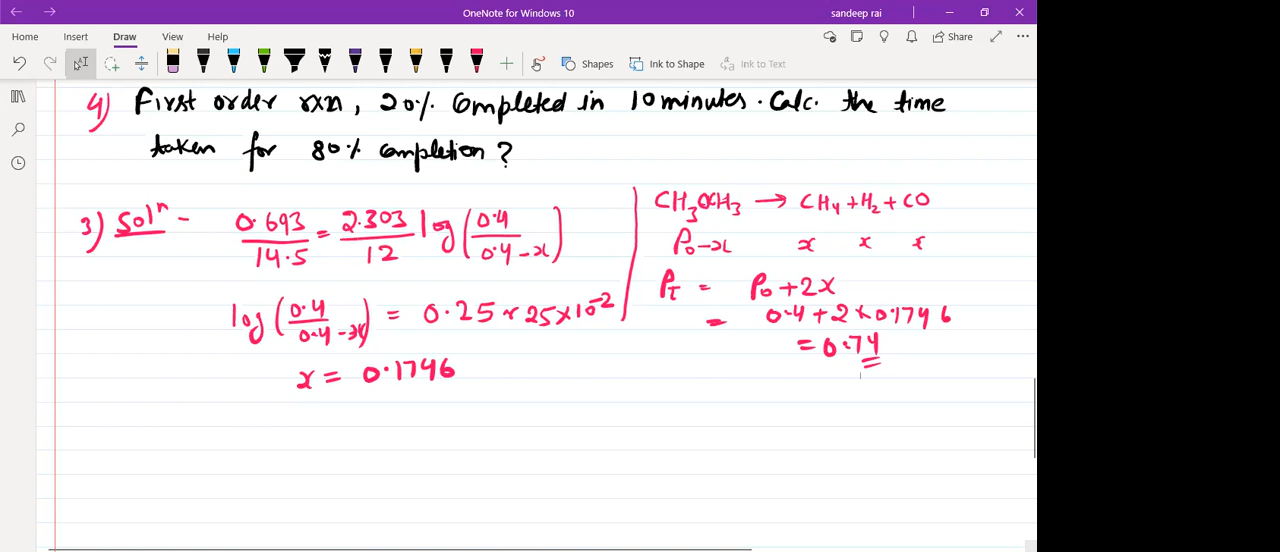 OneNote for Windows 10
sandeep rai
Home Insert Draw View Help
Share
Shapes
Ink to Shape
Ink to Text
4) First order rxn, 20% Completed in 10 minutes. Calc. the time
taken for 80% completion?
3) Solⁿ -
0.693/14.5 = 2.303/12 log(0.4/0.4-x)
log(0.4/0.4-x) = 0.25 or 25×10⁻²
x = 0.1746
CH₃OCH₃ → CH₄ + H₂ + CO
P₀-x x x x
Pₜ = P₀ + 2x
= 0.4 + 2 × 0.1746
= 0.74